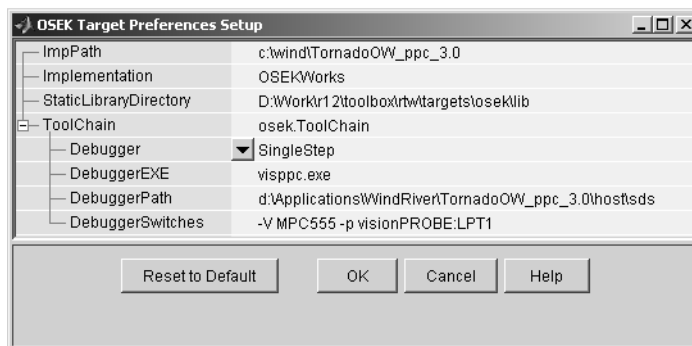 OSEK Target Preferences Setup
ImpPath c:\wind\TornadoOW_ppc_3.0
Implementation OSEKWorks
StaticLibraryDirectory D:\Work\r12\toolbox\rtw\targets\osek\lib
ToolChain osek.ToolChain
Debugger SingleStep
DebuggerEXE visppc.exe
DebuggerPath d:\Applications\WindRiver\TornadoOW_ppc_3.0\host\sds
DebuggerSwitches -V MPC555 -p visionPROBE:LPT1
Reset to Default OK Cancel Help